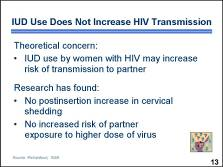 IUD Use Does Not Increase HIV Transmission
Theoretical concern:
• IUD use by women with HIV may increase
risk of transmission to partner
Research has found:
• No postinsertion increase in cervical
shedding
• No increased risk of partner
exposure to higher dose of virus
Source: Richardson, 1999.
13